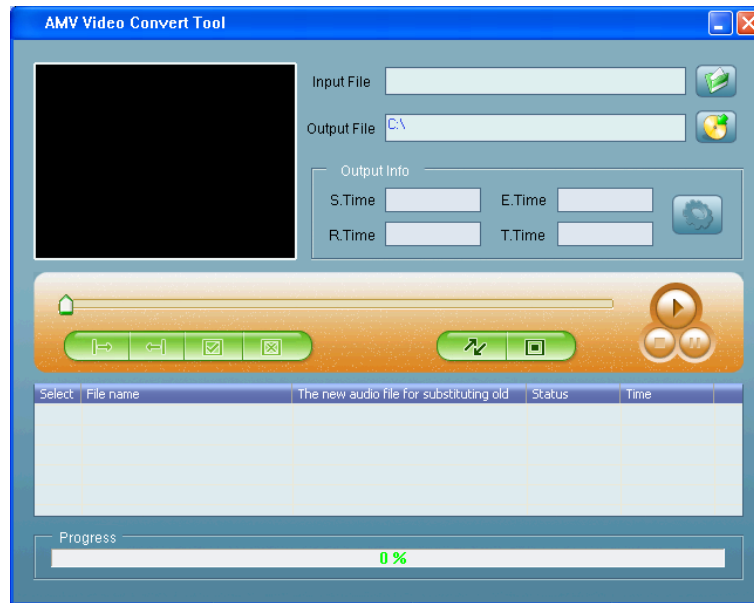 AMV Video Convert Tool
Input File
Output File C:\
Output Info
S.Time E.Time
R.Time T.Time
Select File name The new audio file for substituting old Status Time
Progress
0 %